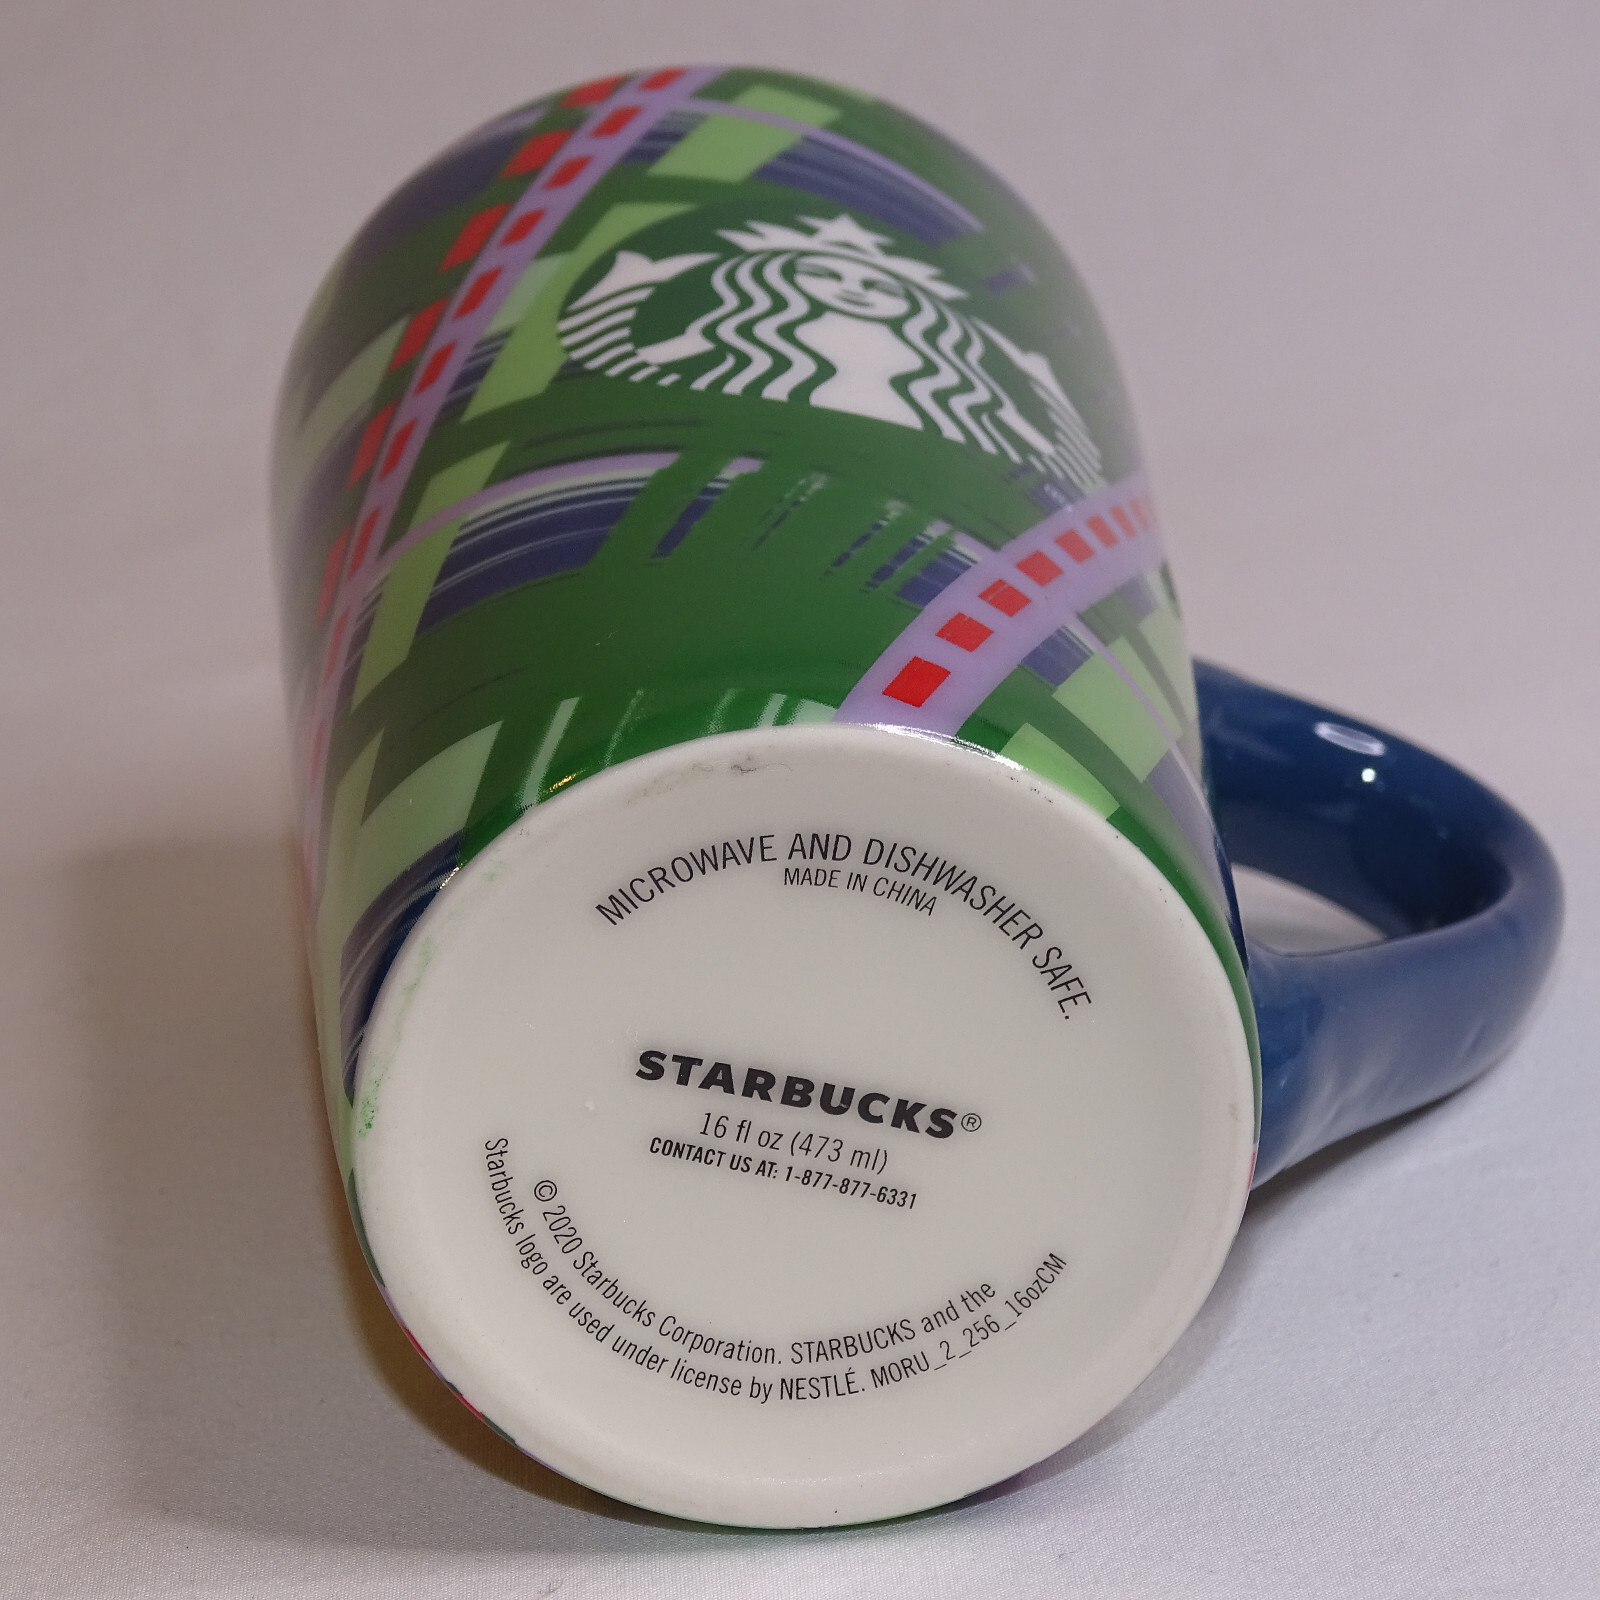 MICROWAVE AND DISHWASHER SAFE.
MADE IN CHINA
STARBUCKS®
16 fl oz (473 ml)
CONTACT US AT: 1-877-877-6331
© 2020 Starbucks Corporation. STARBUCKS and the
Starbucks logo are used under license by NESTLÉ. MORU_2_256_16ozCM